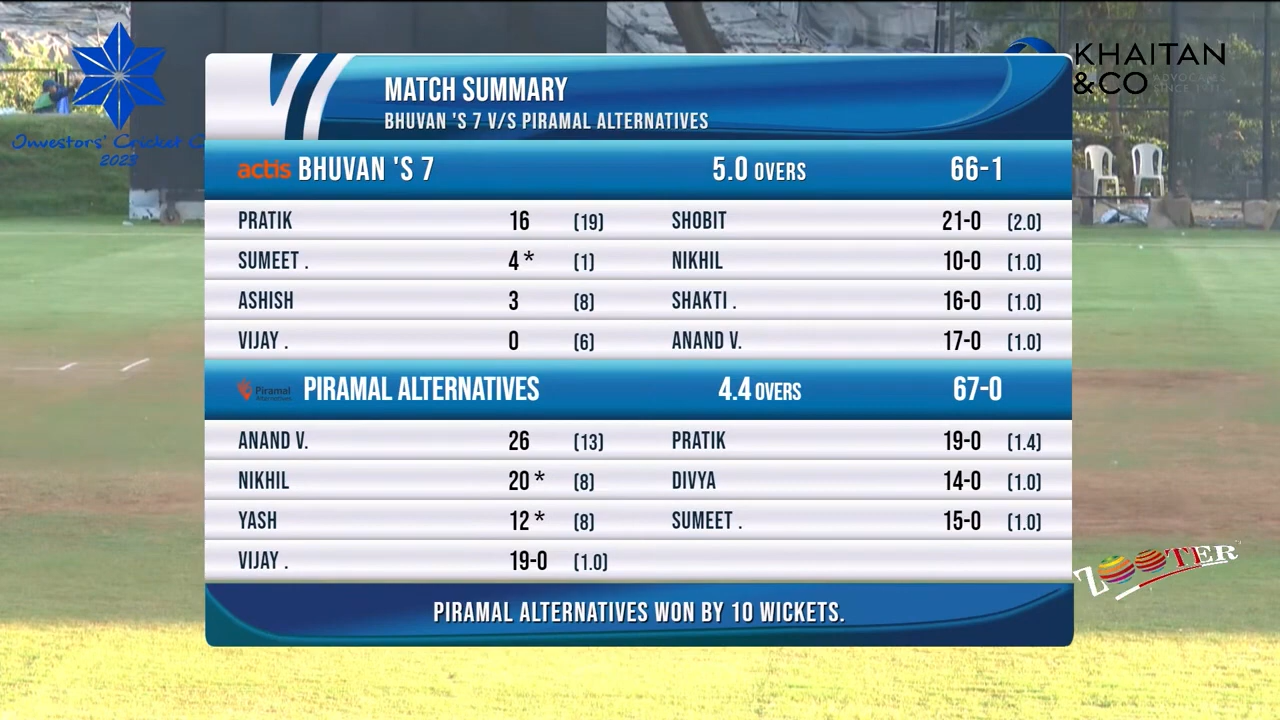 Investors' Cricket C
2023
KHAITAN
&CO
ADVOCATES
SINCE 1911
MATCH SUMMARY
BHUVAN 'S 7 V/S PIRAMAL ALTERNATIVES
actis BHUVAN 'S 7 5.0 OVERS 66-1
PRATIK 16 (19) SHOBIT 21-0 (2.0)
SUMEET . 4 * (1) NIKHIL 10-0 (1.0)
ASHISH 3 (8) SHAKTI . 16-0 (1.0)
VIJAY . 0 (6) ANAND V. 17-0 (1.0)
Piramal Alternatives PIRAMAL ALTERNATIVES 4.4 OVERS 67-0
ANAND V. 26 (13) PRATIK 19-0 (1.4)
NIKHIL 20 * (8) DIVYA 14-0 (1.0)
YASH 12 * (8) SUMEET . 15-0 (1.0)
VIJAY . 19-0 (1.0)
ZOOTER
PIRAMAL ALTERNATIVES WON BY 10 WICKETS.